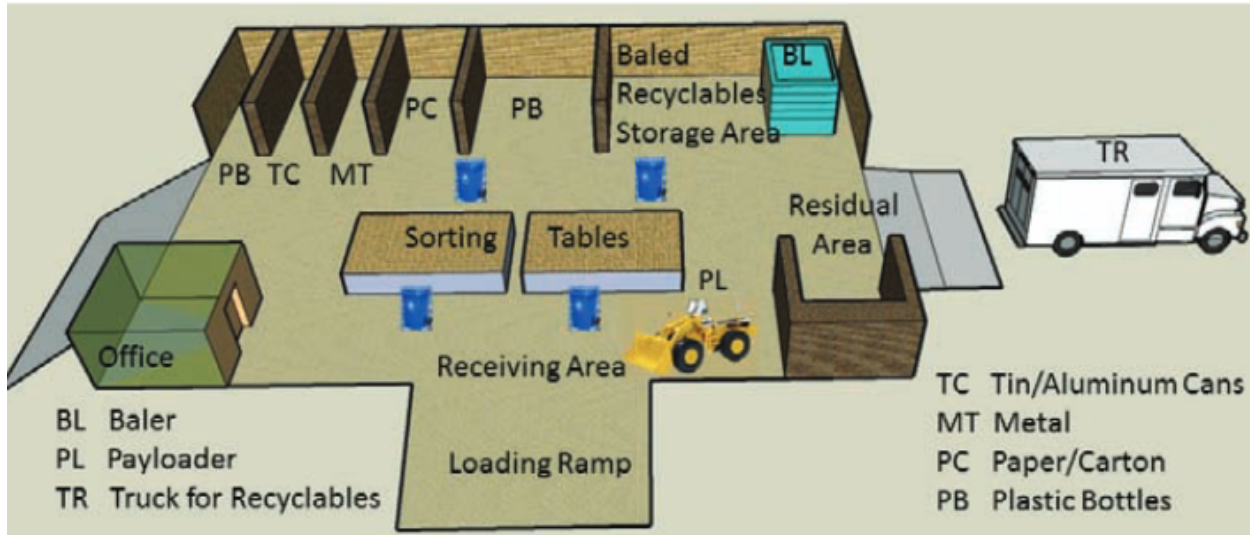 Baled
Recyclables
Storage Area
BL
PC
PB
PB
TC
MT
TR
Residual
Area
Sorting
Tables
PL
Office
Receiving Area
Loading Ramp
BL Baler
PL Payloader
TR Truck for Recyclables
TC Tin/Aluminum Cans
MT Metal
PC Paper/Carton
PB Plastic Bottles